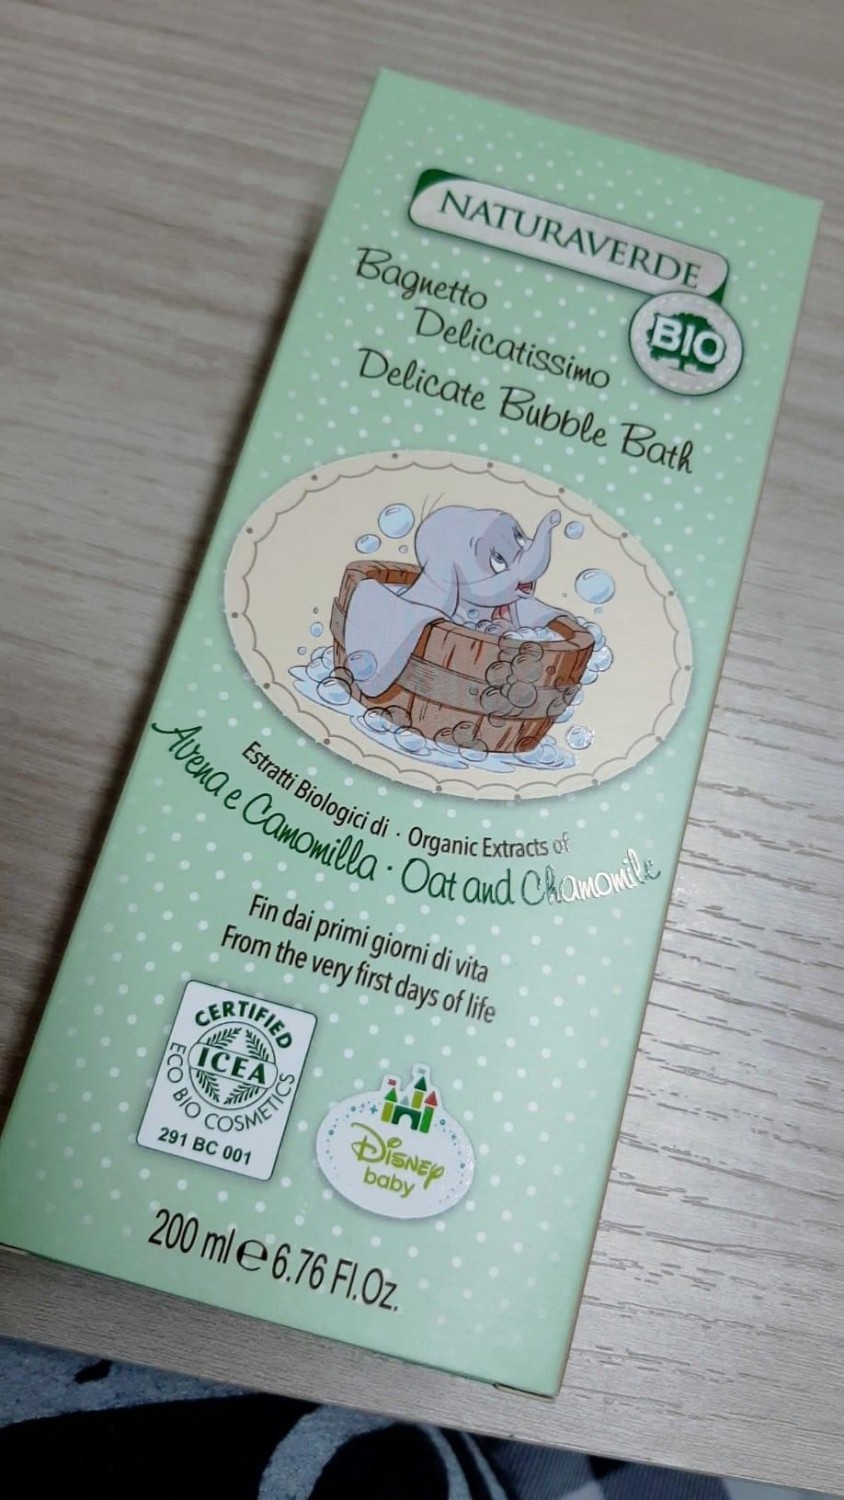 NATURAVERDE
BIO
Bagnetto
Delicatissimo
Delicate Bubble Bath
Estratti Biologici di · Organic Extracts of
Avena e Camomilla · Oat and Chamomile
Fin dai primi giorni di vita
From the very first days of life
CERTIFIED
ICEA
ECO BIO COSMETICS
291 BC 001
Disney
baby
200 ml e 6.76 Fl.Oz.